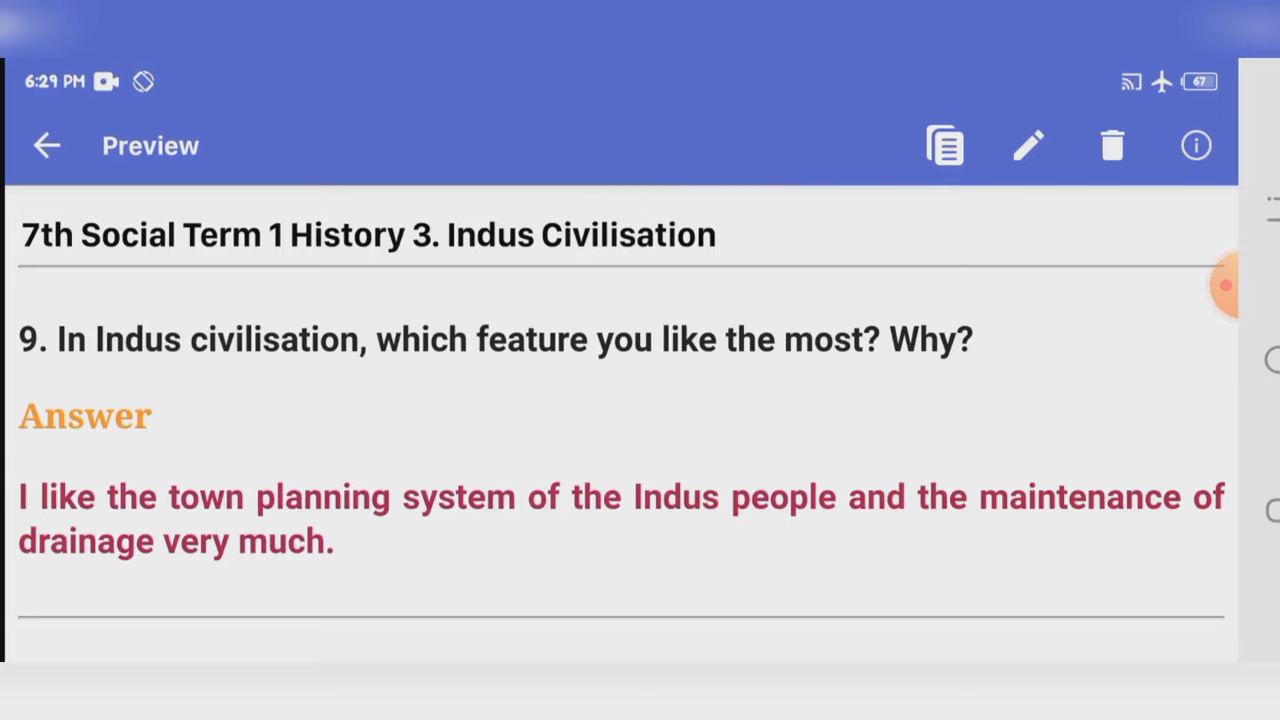 6:29 PM 67
Preview
7th Social Term 1 History 3. Indus Civilisation
9. In Indus civilisation, which feature you like the most? Why?
Answer
I like the town planning system of the Indus people and the maintenance of
drainage very much.